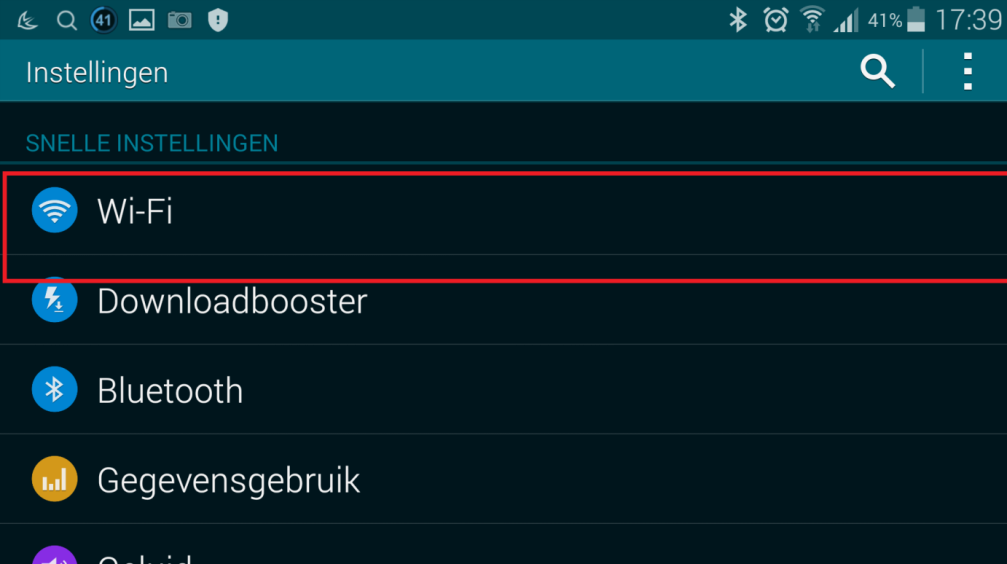 41 41% 17:39
Instellingen
SNELLE INSTELLINGEN
Wi-Fi
Downloadbooster
Bluetooth
Gegevensgebruik